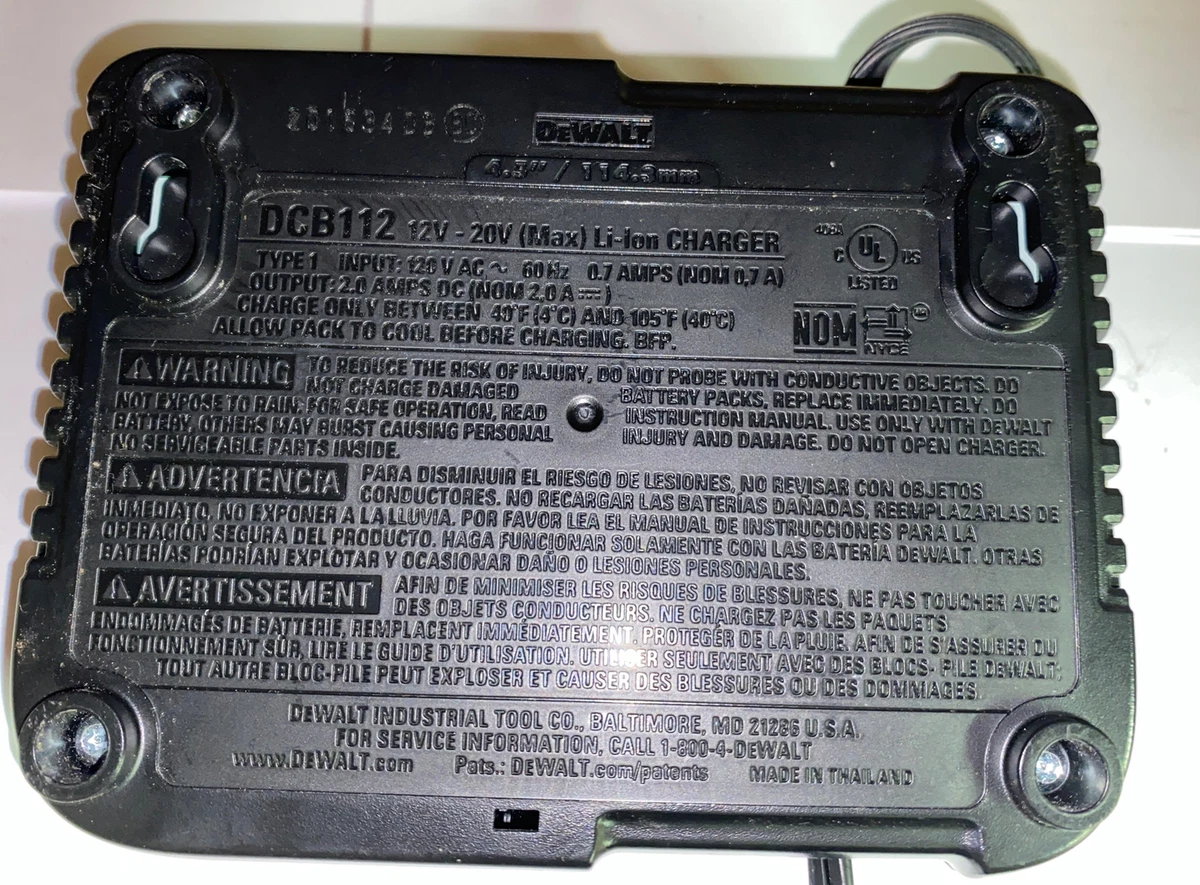 DEWALT
4.5" / 114.3mm
DCB112 12V - 20V (Max) Li-Ion CHARGER
TYPE 1 INPUT: 120 V AC ~ 60 Hz 0.7 AMPS (NOM 0,7 A)
OUTPUT: 2.0 AMPS DC (NOM 2,0 A ⎓)
CHARGE ONLY BETWEEN 40°F (4°C) AND 105°F (40°C)
ALLOW PACK TO COOL BEFORE CHARGING. BFP.
C UL US
LISTED
NOM
NYCE
⚠WARNING TO REDUCE THE RISK OF INJURY, DO NOT PROBE WITH CONDUCTIVE OBJECTS. DO
NOT CHARGE DAMAGED BATTERY PACKS. REPLACE IMMEDIATELY. DO
NOT EXPOSE TO RAIN. FOR SAFE OPERATION, READ INSTRUCTION MANUAL. USE ONLY WITH DEWALT
BATTERY, OTHERS MAY BURST CAUSING PERSONAL INJURY AND DAMAGE. DO NOT OPEN CHARGER.
NO SERVICEABLE PARTS INSIDE.
⚠ADVERTENCIA PARA DISMINUIR EL RIESGO DE LESIONES, NO REVISAR CON OBJETOS
CONDUCTORES. NO RECARGAR LAS BATERÍAS DAÑADAS, REEMPLAZARLAS DE
IMMEDIATO, NO EXPONER A LA LLUVIA. POR FAVOR LEA EL MANUAL DE INSTRUCCIONES PARA LA
OPERACIÓN SEGURA DEL PRODUCTO. HAGA FUNCIONAR SOLAMENTE CON LAS BATERÍA DEWALT. OTRAS
BATERÍAS PODRÍAN EXPLOTAR Y OCASIONAR DAÑO O LESIONES PERSONALES.
⚠AVERTISSEMENT AFIN DE MINIMISER LES RISQUES DE BLESSURES, NE PAS TOUCHER AVEC
DES OBJETS CONDUCTEURS. NE CHARGEZ PAS LES PAQUETS
ENDOMMAGÉS DE BATTERIE, REMPLACENT IMMÉDIATEMENT. PROTÉGER DE LA PLUIE. AFIN DE S'ASSURER DU
FONCTIONNEMENT SÛR, LIRE LE GUIDE D'UTILISATION. UTILISER SEULEMENT AVEC DES BLOCS- PILE DEWALT;
TOUT AUTRE BLOC-PILE PEUT EXPLOSER ET CAUSER DES BLESSURES OU DES DOMMAGES.
DEWALT INDUSTRIAL TOOL CO., BALTIMORE, MD 21286 U.S.A.
FOR SERVICE INFORMATION, CALL 1-800-4-DEWALT
www.DEWALT.com Pats.: DEWALT.com/patents MADE IN THAILAND